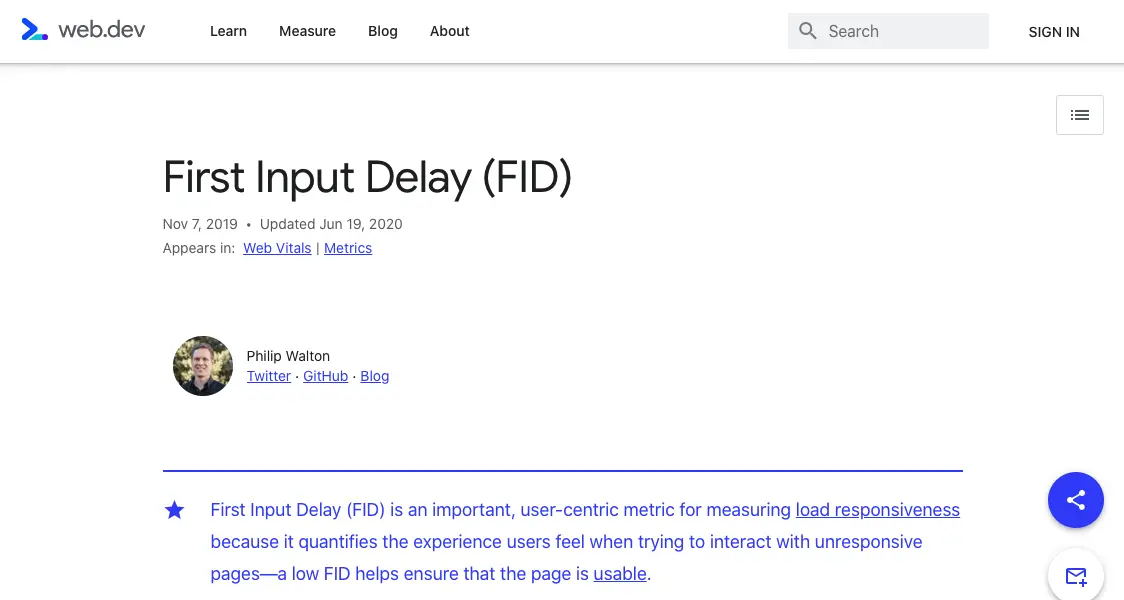 web.dev Learn Measure Blog About Search SIGN IN
First Input Delay (FID)
Nov 7, 2019 • Updated Jun 19, 2020
Appears in: Web Vitals | Metrics
Philip Walton
Twitter · GitHub · Blog
First Input Delay (FID) is an important, user-centric metric for measuring load responsiveness
because it quantifies the experience users feel when trying to interact with unresponsive
pages—a low FID helps ensure that the page is usable.